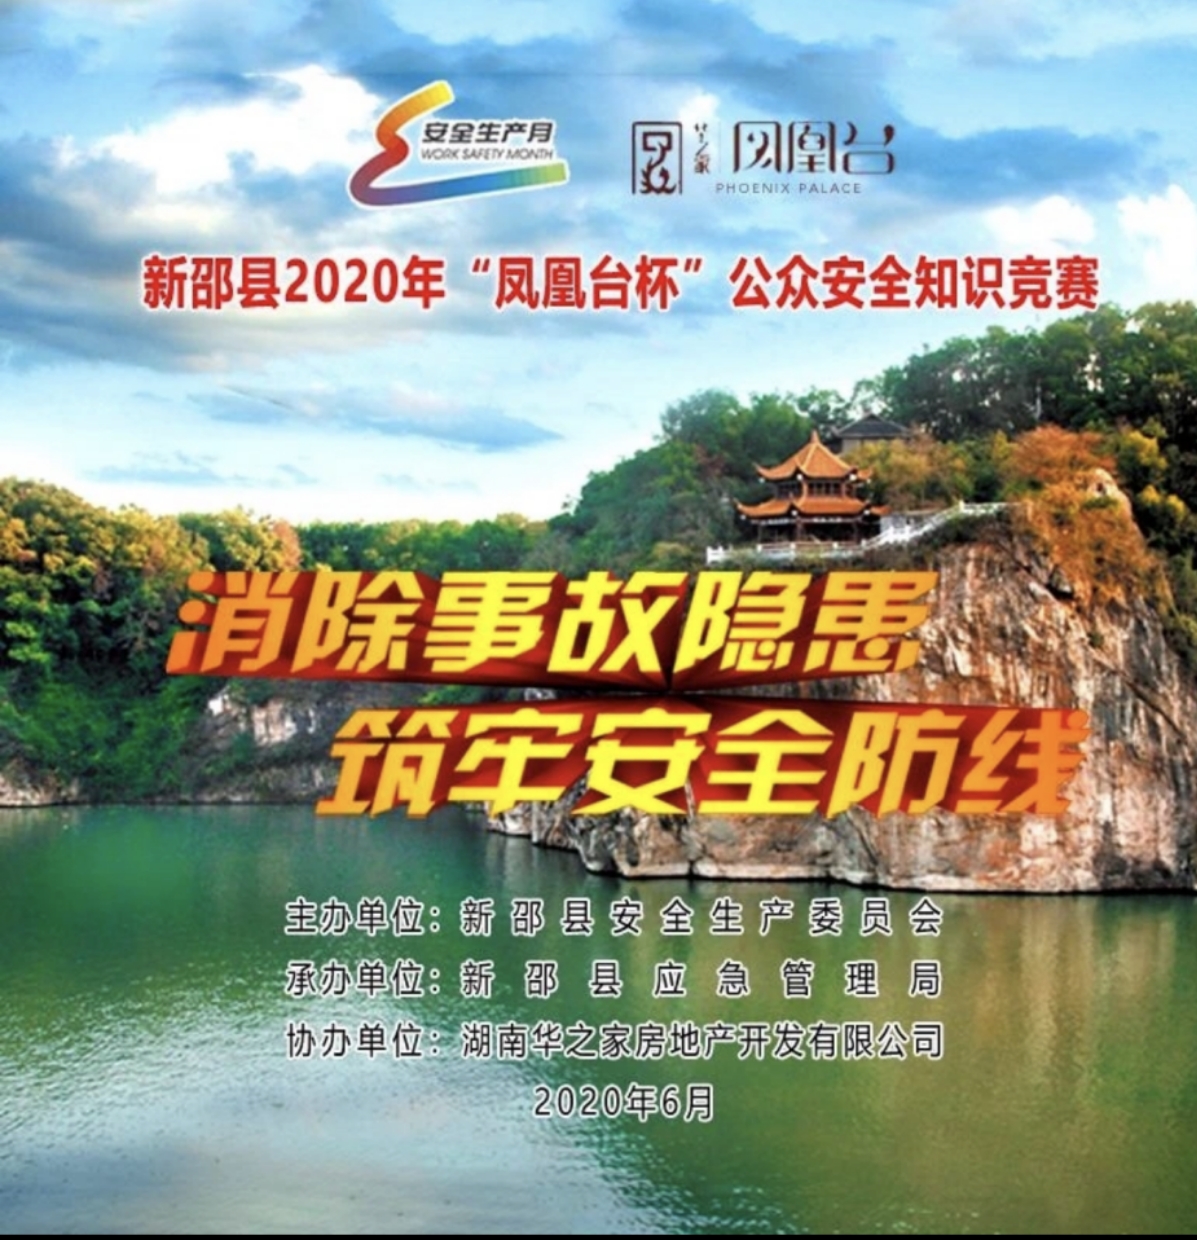 安全生产月
WORK SAFETY MONTH
华之家
凤凰台
PHOENIX PALACE
新邵县2020年“凤凰台杯”公众安全知识竞赛
消除事故隐患
筑牢安全防线
主办单位：新邵县安全生产委员会
承办单位：新邵县应急管理局
协办单位：湖南华之家房地产开发有限公司
2020年6月